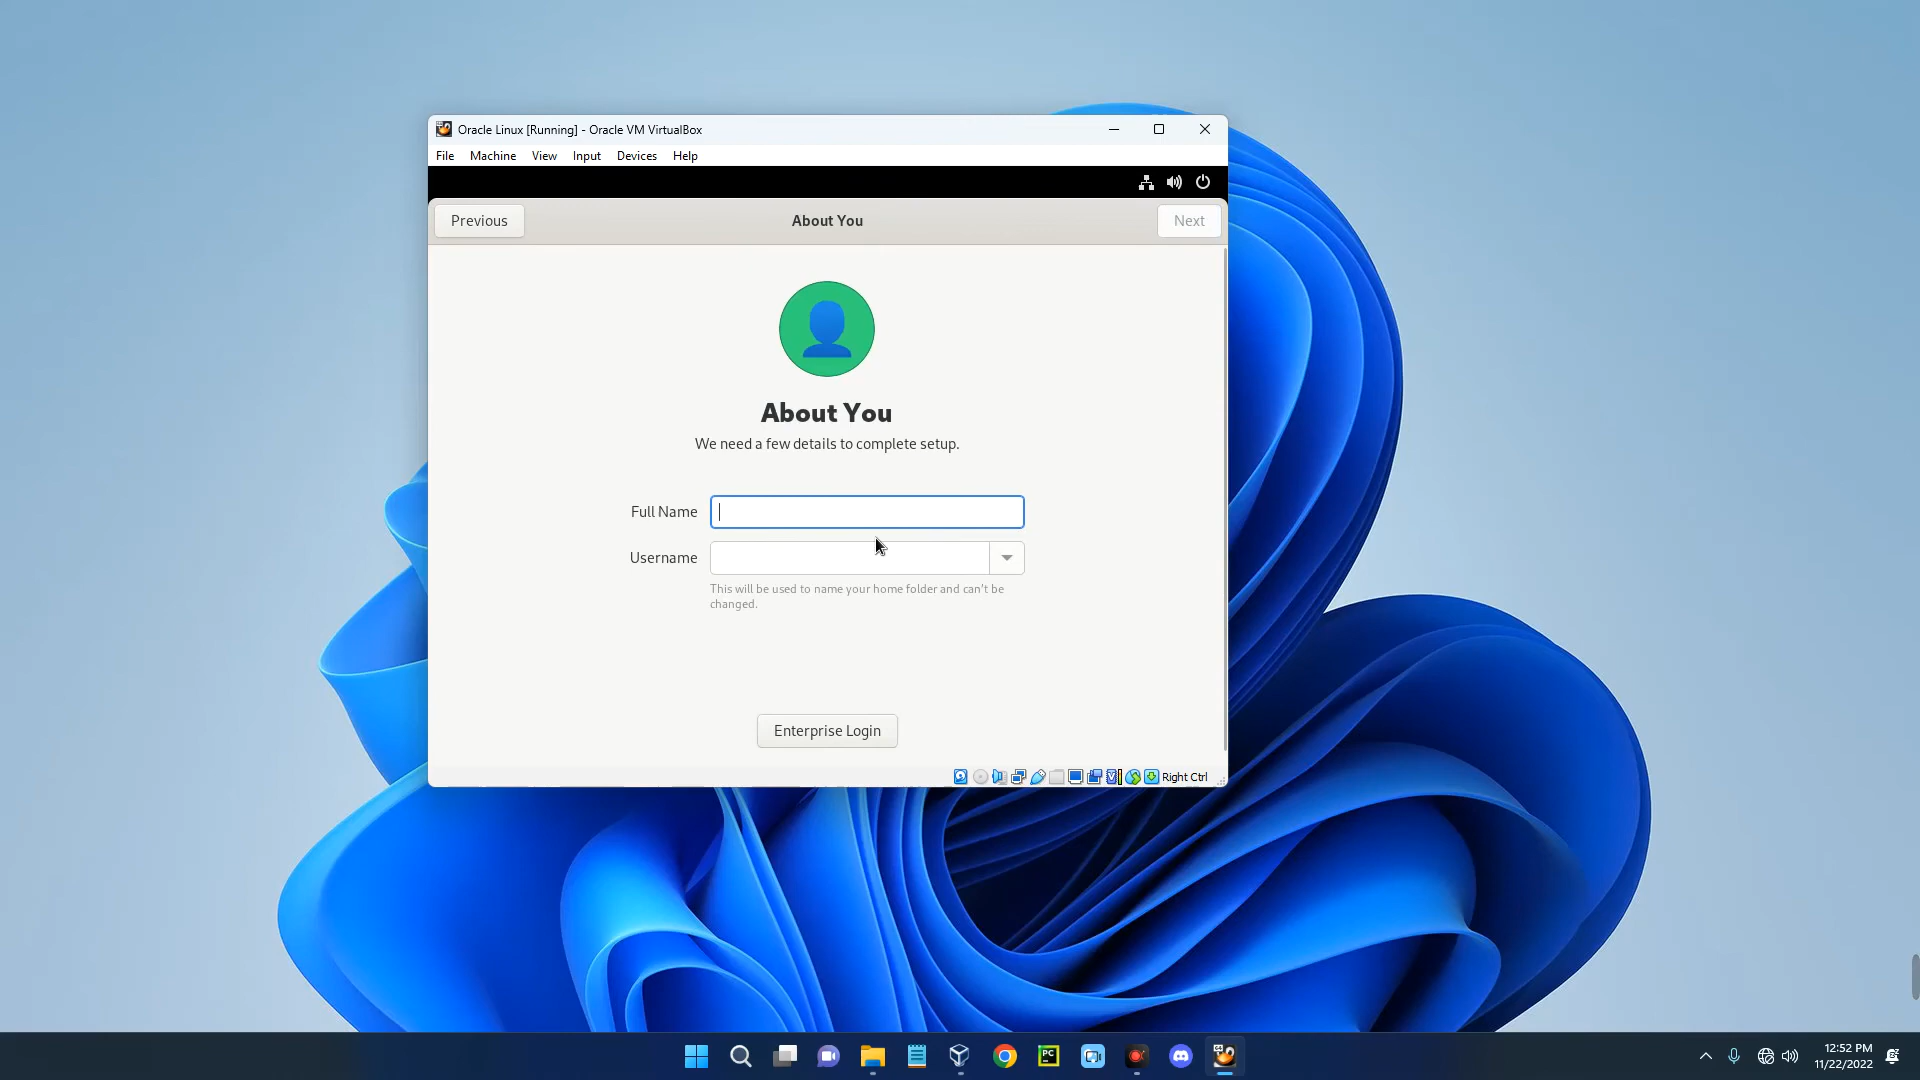 Oracle Linux [Running] - Oracle VM VirtualBox
File Machine View Input Devices Help
Previous About You Next
About You
We need a few details to complete setup.
Full Name
Username
This will be used to name your home folder and can't be
changed.
Enterprise Login
Right Ctrl
PC
12:52 PM
11/22/2022